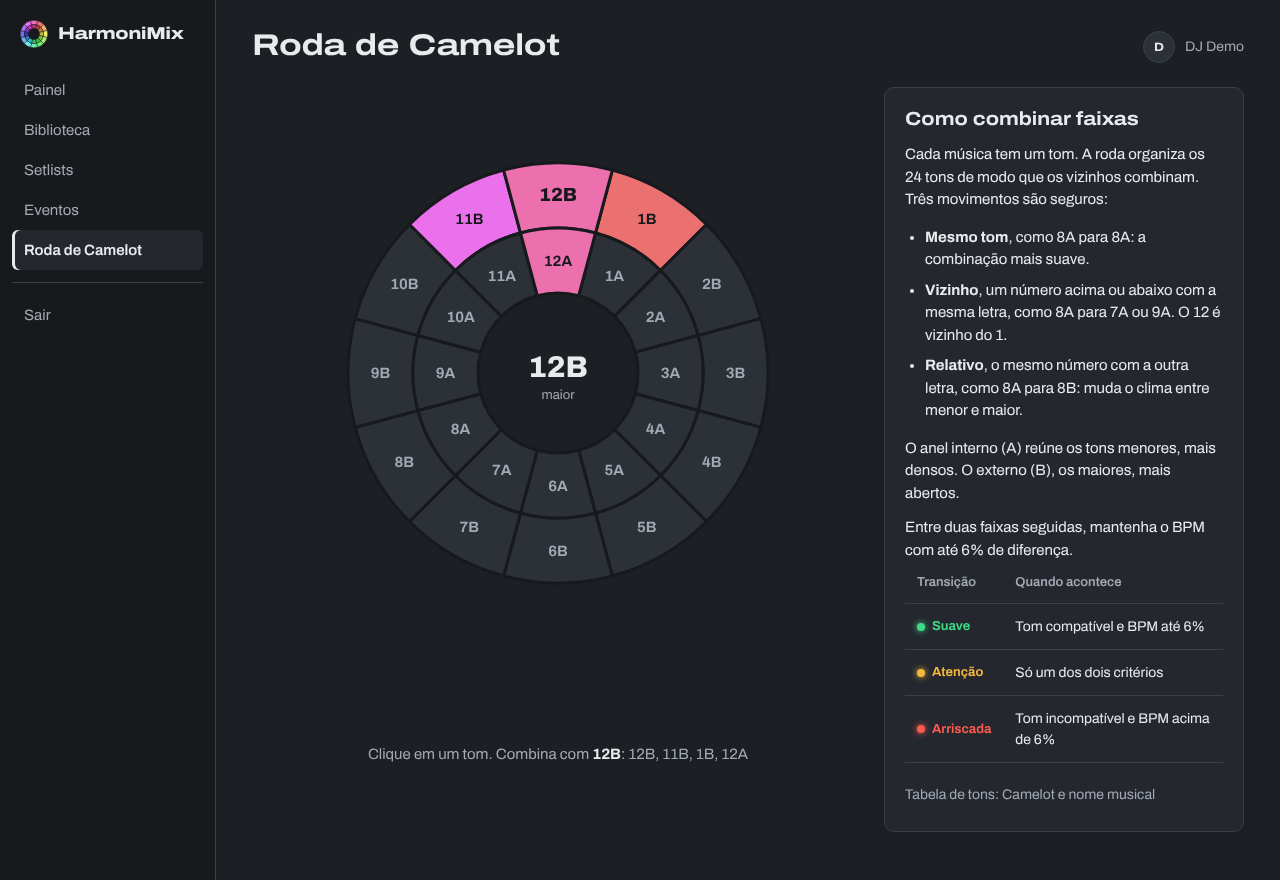 HarmoniMix
Painel
Biblioteca
Setlists
Eventos
Roda de Camelot
Sair
Roda de Camelot
D
DJ Demo
12B
11B
1B
12A
11A
1A
10B
2B
10A
2A
12B
maior
9B
9A
3A
3B
8A
4A
8B
4B
7A
5A
6A
7B
5B
6B
Clique em um tom. Combina com 12B: 12B, 11B, 1B, 12A
Como combinar faixas
Cada música tem um tom. A roda organiza os
24 tons de modo que os vizinhos combinam.
Três movimentos são seguros:
• Mesmo tom, como 8A para 8A: a
combinação mais suave.
• Vizinho, um número acima ou abaixo com a
mesma letra, como 8A para 7A ou 9A. O 12 é
vizinho do 1.
• Relativo, o mesmo número com a outra
letra, como 8A para 8B: muda o clima entre
menor e maior.
O anel interno (A) reúne os tons menores, mais
densos. O externo (B), os maiores, mais
abertos.
Entre duas faixas seguidas, mantenha o BPM
com até 6% de diferença.
Transição Quando acontece
Suave Tom compatível e BPM até 6%
Atenção Só um dos dois critérios
Arriscada Tom incompatível e BPM acima
de 6%
Tabela de tons: Camelot e nome musical